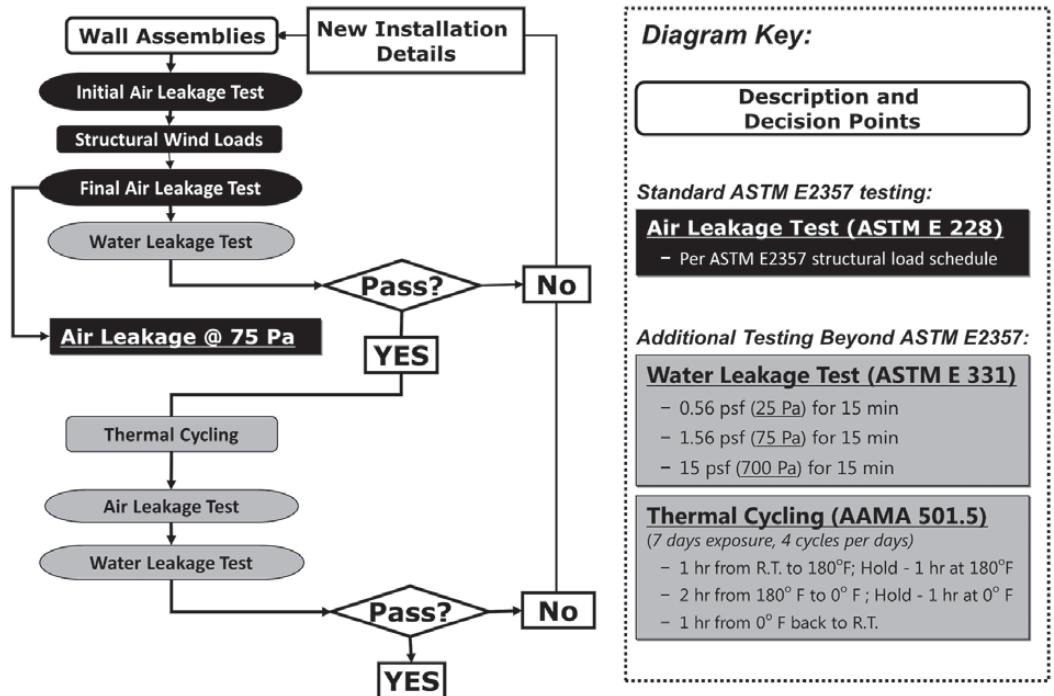 Wall Assemblies
New Installation
Details
Initial Air Leakage Test
Structural Wind Loads
Final Air Leakage Test
Water Leakage Test
Pass?
No
Air Leakage @ 75 Pa
YES
Thermal Cycling
Air Leakage Test
Water Leakage Test
Pass?
No
YES
Diagram Key:
Description and
Decision Points
Standard ASTM E2357 testing:
Air Leakage Test (ASTM E 228)
– Per ASTM E2357 structural load schedule
Additional Testing Beyond ASTM E2357:
Water Leakage Test (ASTM E 331)
– 0.56 psf (25 Pa) for 15 min
– 1.56 psf (75 Pa) for 15 min
– 15 psf (700 Pa) for 15 min
Thermal Cycling (AAMA 501.5)
(7 days exposure, 4 cycles per days)
– 1 hr from R.T. to 180°F; Hold - 1 hr at 180°F
– 2 hr from 180° F to 0° F ; Hold - 1 hr at 0° F
– 1 hr from 0° F back to R.T.